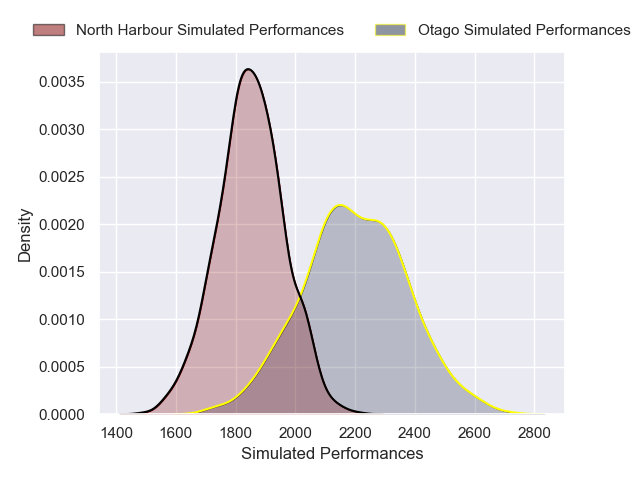 North Harbour Simulated Performances
Otago Simulated Performances
0.0035
0.0030
0.0025
0.0020
0.0015
0.0010
0.0005
0.0000
Density
1400 1600 1800 2000 2200 2400 2600 2800
Simulated Performances